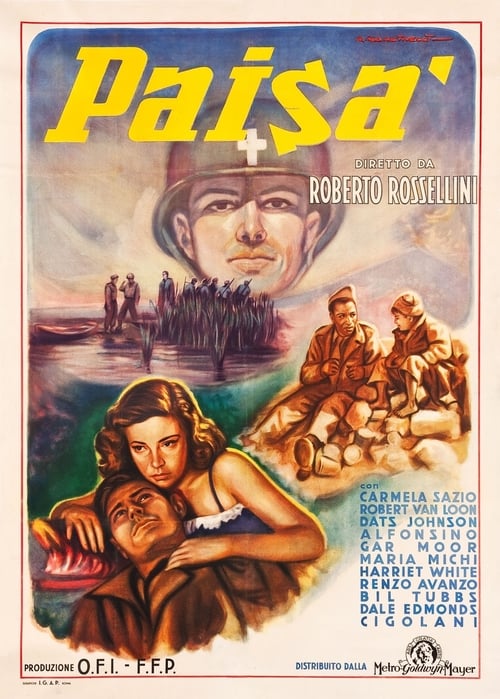 Paisa'
DIRETTO DA
ROBERTO ROSSELLINI
con
CARMELA SAZIO
ROBERT VAN LOON
DATS JOHNSON
ALFONSINO
GAR MOOR
MARIA MICHI
HARRIET WHITE
RENZO AVANZO
BIL TUBBS
DALE EDMONDS
CIGOLANI
PRODUZIONE O.F.I. - F.F.P.
DISTRIBUITO DALLA Metro-Goldwyn-Mayer